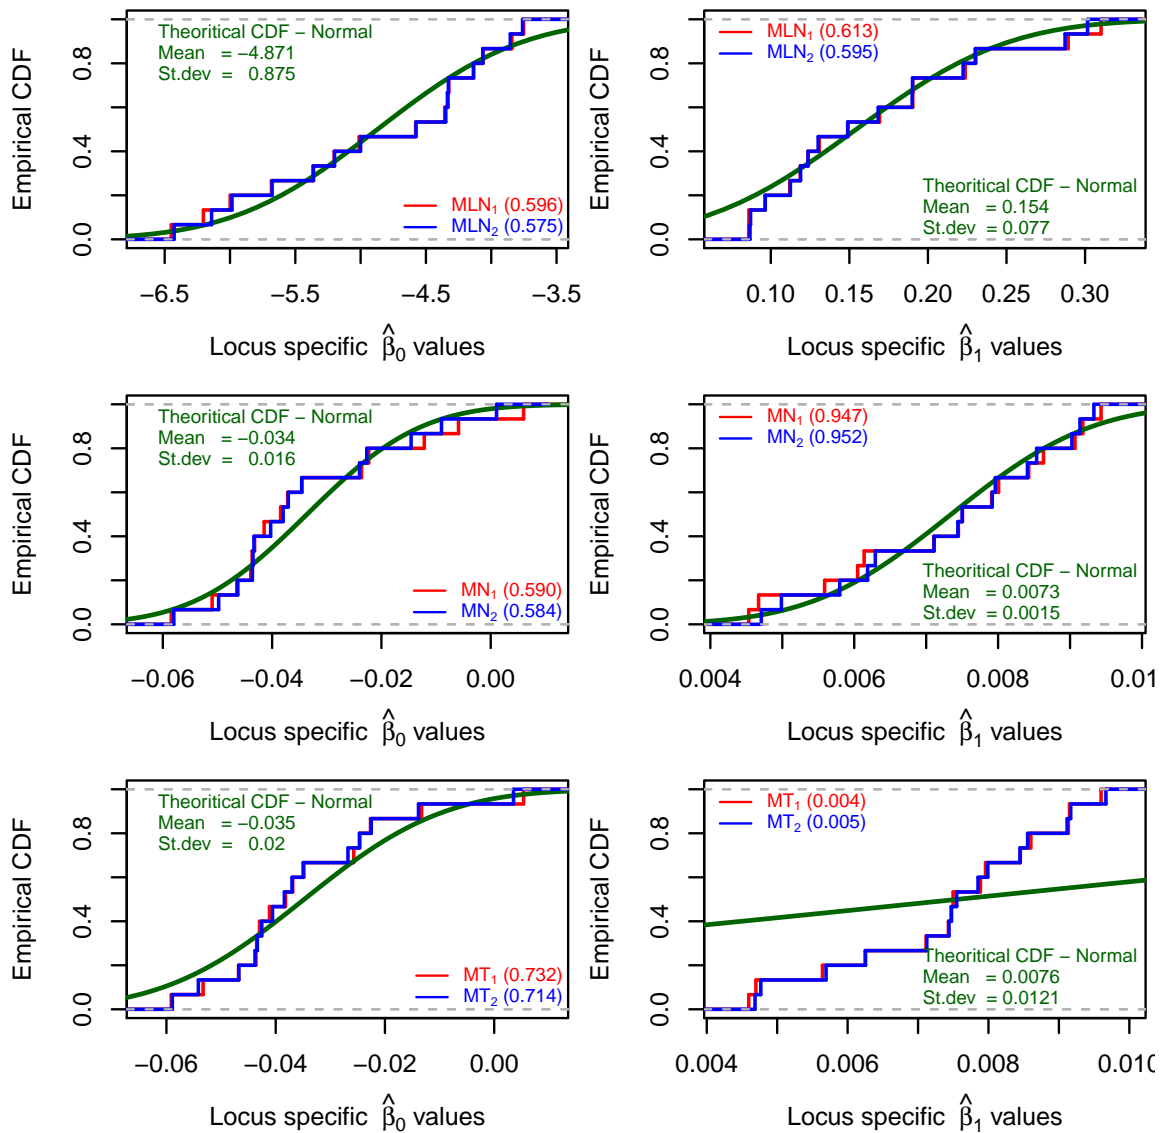 Theoritical CDF − Normal
Mean = −4.871
St.dev = 0.875
MLN1 (0.596)
MLN2 (0.575)
Empirical CDF
0.0 0.4 0.8
−6.5 −5.5 −4.5 −3.5
Locus specific β̂0 values
MLN1 (0.613)
MLN2 (0.595)
Theoritical CDF − Normal
Mean = 0.154
St.dev = 0.077
Empirical CDF
0.0 0.4 0.8
0.10 0.15 0.20 0.25 0.30
Locus specific β̂1 values
Theoritical CDF − Normal
Mean = −0.034
St.dev = 0.016
MN1 (0.590)
MN2 (0.584)
Empirical CDF
0.0 0.4 0.8
−0.06 −0.04 −0.02 0.00
Locus specific β̂0 values
MN1 (0.947)
MN2 (0.952)
Theoritical CDF − Normal
Mean = 0.0073
St.dev = 0.0015
Empirical CDF
0.0 0.4 0.8
0.004 0.006 0.008 0.01
Locus specific β̂1 values
Theoritical CDF − Normal
Mean = −0.035
St.dev = 0.02
MT1 (0.732)
MT2 (0.714)
Empirical CDF
0.0 0.4 0.8
−0.06 −0.04 −0.02 0.00
Locus specific β̂0 values
MT1 (0.004)
MT2 (0.005)
Theoritical CDF − Normal
Mean = 0.0076
St.dev = 0.0121
Empirical CDF
0.0 0.4 0.8
0.004 0.006 0.008 0.010
Locus specific β̂1 values